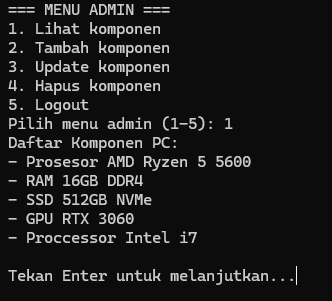 === MENU ADMIN ===
1. Lihat komponen
2. Tambah komponen
3. Update komponen
4. Hapus komponen
5. Logout
Pilih menu admin (1-5): 1
Daftar Komponen PC:
- Prosesor AMD Ryzen 5 5600
- RAM 16GB DDR4
- SSD 512GB NVMe
- GPU RTX 3060
- Proccessor Intel i7
Tekan Enter untuk melanjutkan...